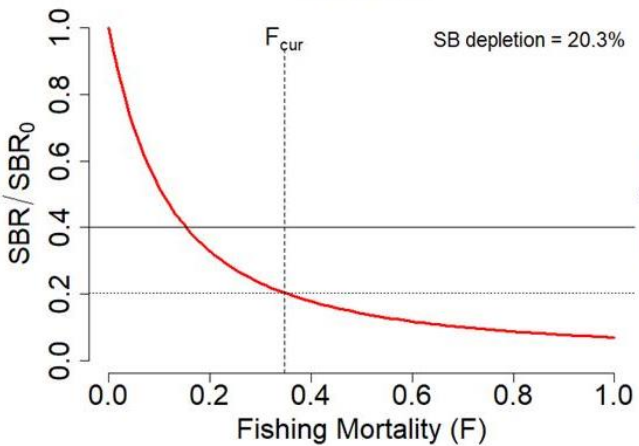 F_cur
SB depletion = 20.3%
SBR / SBR₀
1.0
0.8
0.6
0.4
0.2
0.0
0.0 0.2 0.4 0.6 0.8 1.0
Fishing Mortality (F)